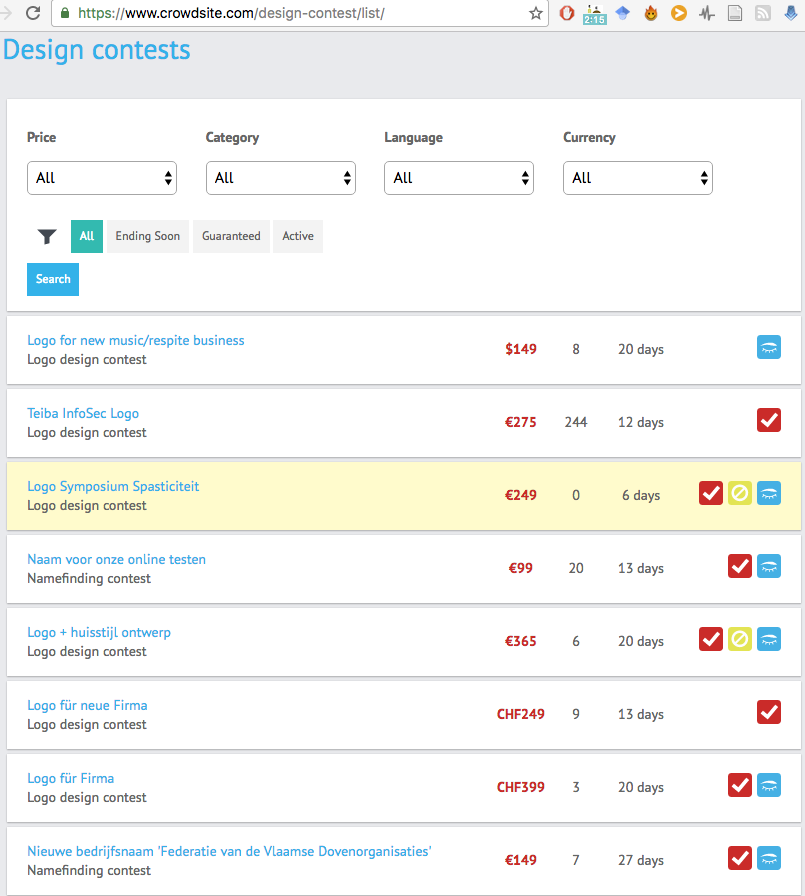 https://www.crowdsite.com/design-contest/list/
2:15
Design contests
Price Category Language Currency
All All All All
All Ending Soon Guaranteed Active
Search
Logo for new music/respite business
Logo design contest
$149 8 20 days
Teiba InfoSec Logo
Logo design contest
€275 244 12 days
Logo Symposium Spasticiteit
Logo design contest
€249 0 6 days
Naam voor onze online testen
Namefinding contest
€99 20 13 days
Logo + huisstijl ontwerp
Logo design contest
€365 6 20 days
Logo für neue Firma
Logo design contest
CHF249 9 13 days
Logo für Firma
Logo design contest
CHF399 3 20 days
Nieuwe bedrijfsnaam 'Federatie van de Vlaamse Dovenorganisaties'
Namefinding contest
€149 7 27 days